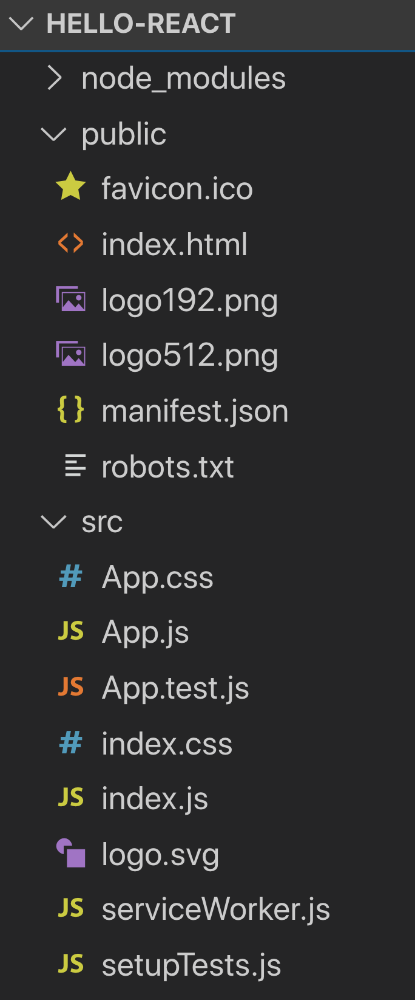 HELLO-REACT
node_modules
public
favicon.ico
<> index.html
logo192.png
logo512.png
{ } manifest.json
robots.txt
src
# App.css
JS App.js
JS App.test.js
# index.css
JS index.js
logo.svg
JS serviceWorker.js
JS setupTests.js